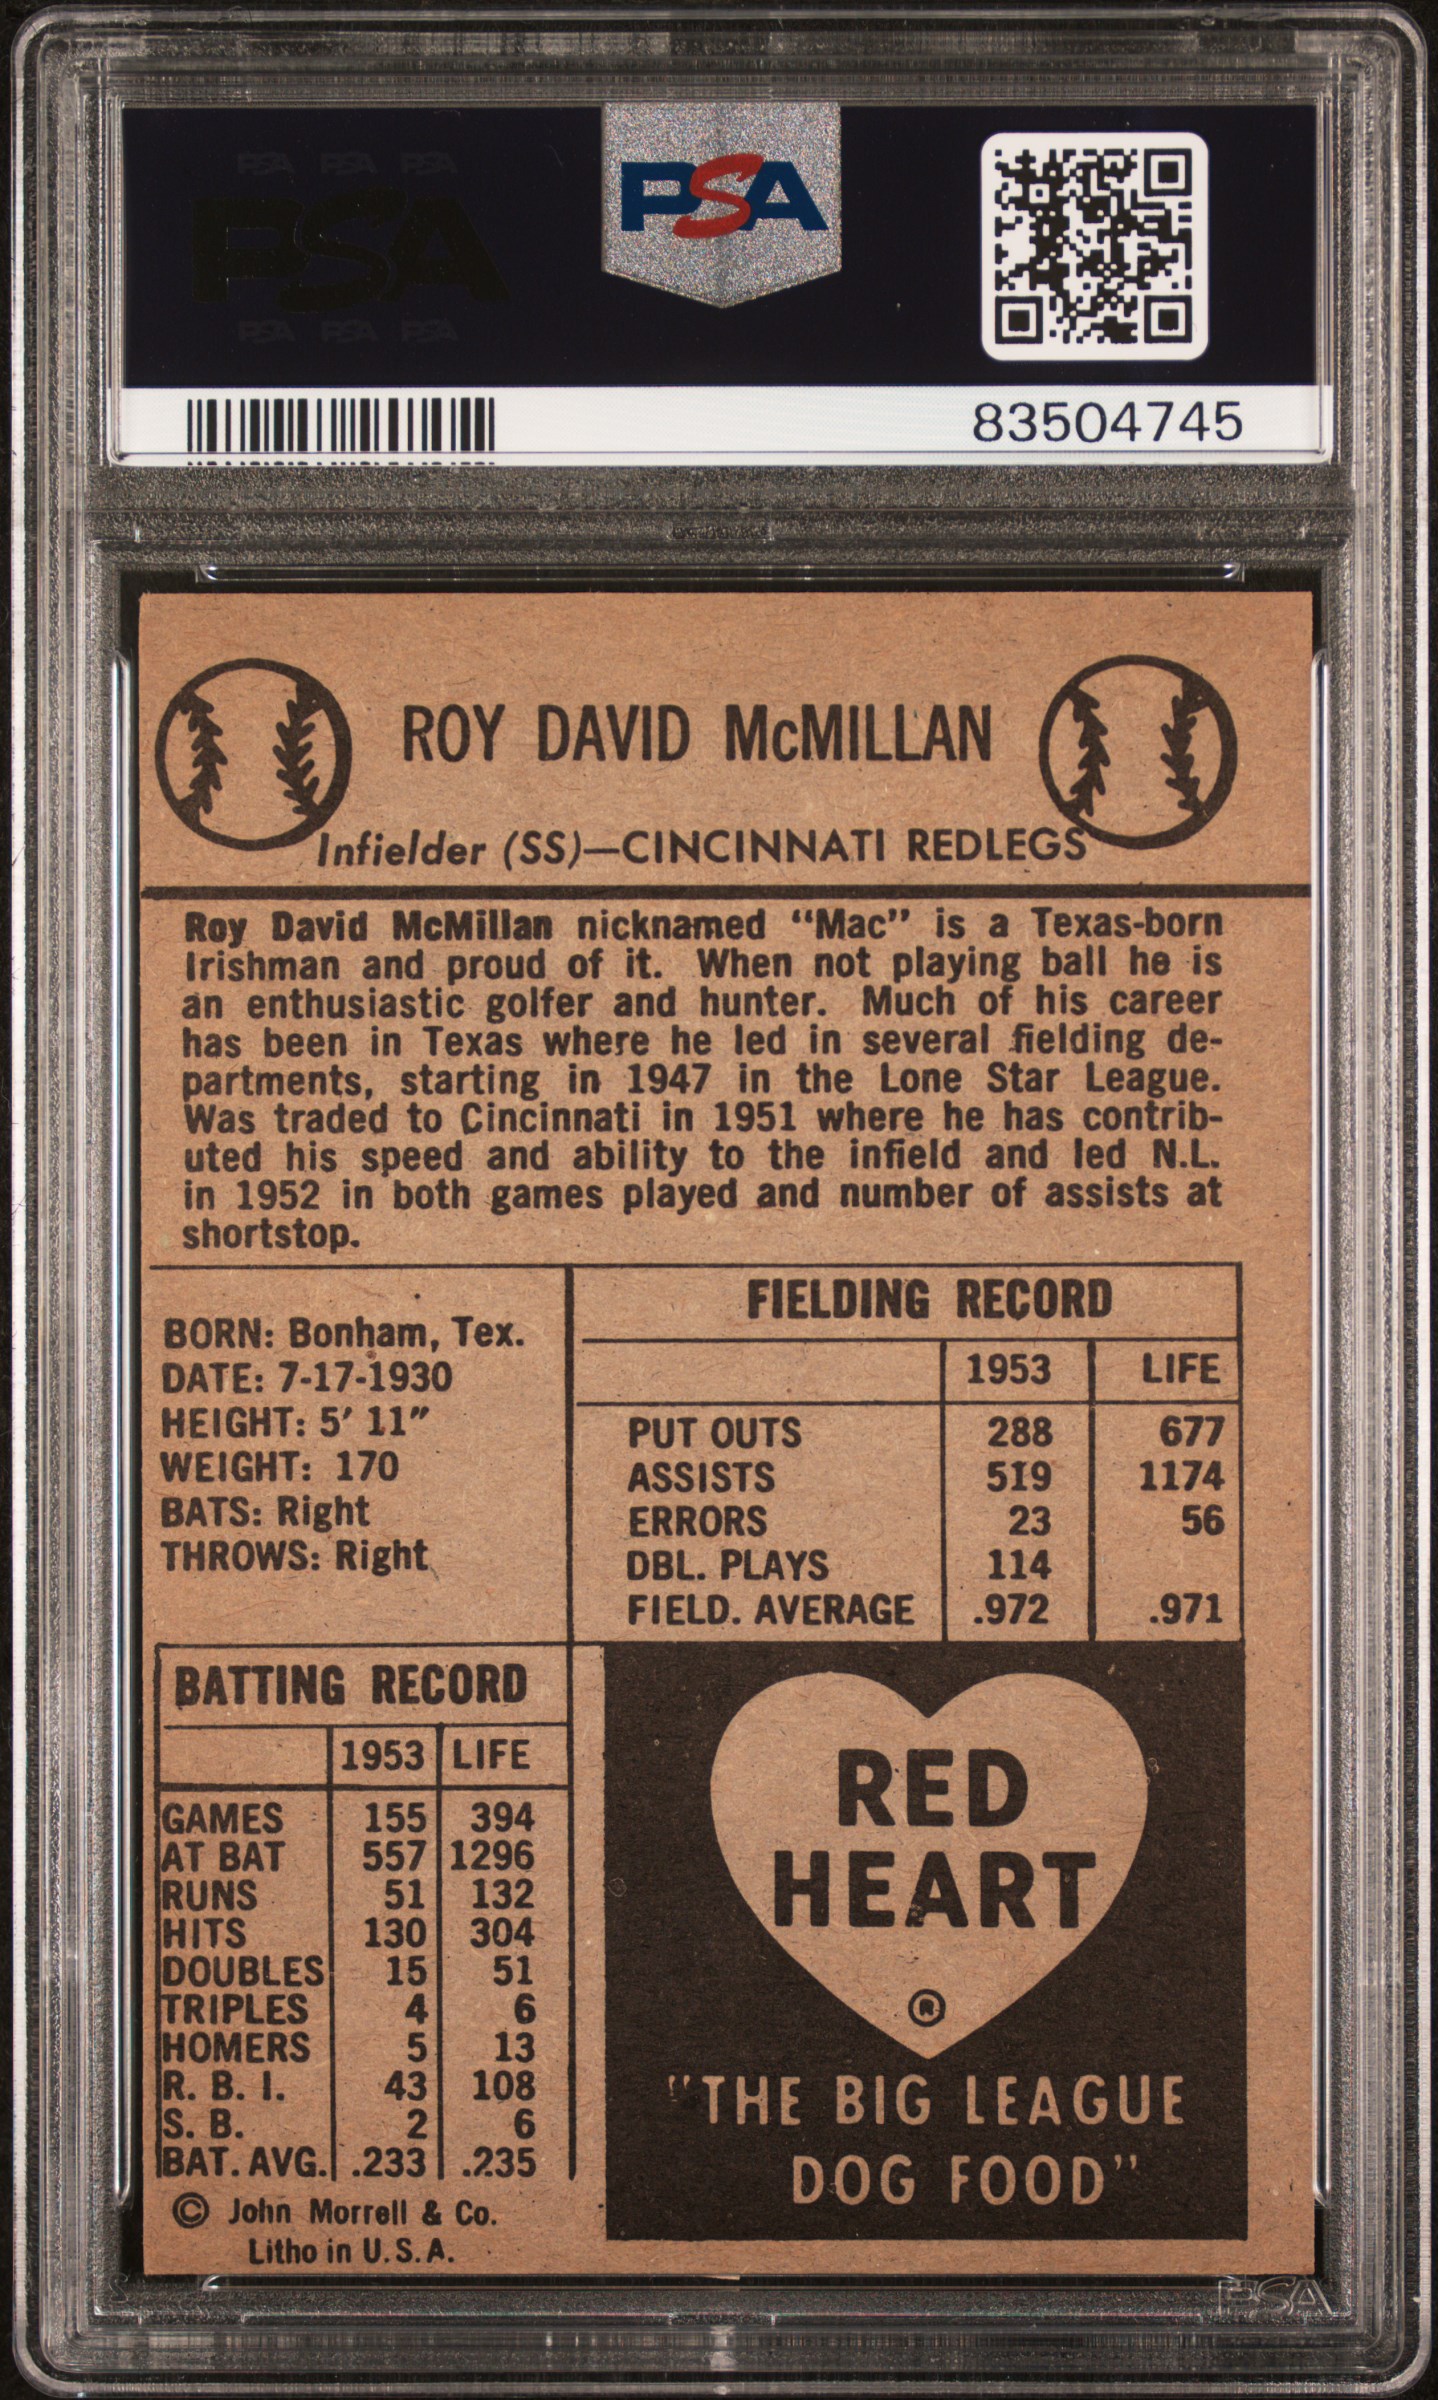 PSA PSA PSA
PSA
PSA PSA PSA
PSA
83504745
ROY DAVID McMILLAN
Infielder (SS)—CINCINNATI REDLEGS
Roy David McMillan nicknamed “Mac” is a Texas-born
Irishman and proud of it. When not playing ball he is
an enthusiastic golfer and hunter. Much of his career
has been in Texas where he led in several fielding de-
partments, starting in 1947 in the Lone Star League.
Was traded to Cincinnati in 1951 where he has contrib-
uted his speed and ability to the infield and led N.L.
in 1952 in both games played and number of assists at
shortstop.
BORN: Bonham, Tex.
DATE: 7-17-1930
HEIGHT: 5' 11"
WEIGHT: 170
BATS: Right
THROWS: Right
FIELDING RECORD
1953 LIFE
PUT OUTS 288 677
ASSISTS 519 1174
ERRORS 23 56
DBL. PLAYS 114
FIELD. AVERAGE .972 .971
BATTING RECORD
1953 LIFE
GAMES 155 394
AT BAT 557 1296
RUNS 51 132
HITS 130 304
DOUBLES 15 51
TRIPLES 4 6
HOMERS 5 13
R. B. I. 43 108
S. B. 2 6
BAT. AVG. .233 .235
© John Morrell & Co.
Litho in U.S.A.
RED
HEART
®
“THE BIG LEAGUE
DOG FOOD”
PSA